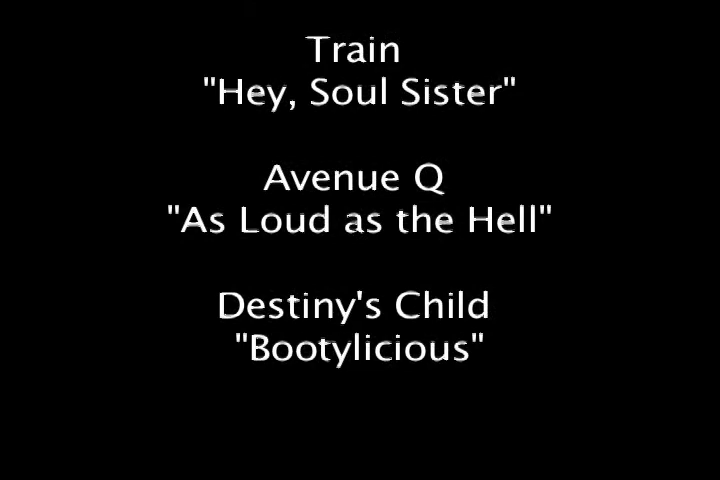 Train
"Hey, Soul Sister"
Avenue Q
"As Loud as the Hell"
Destiny's Child
"Bootylicious"